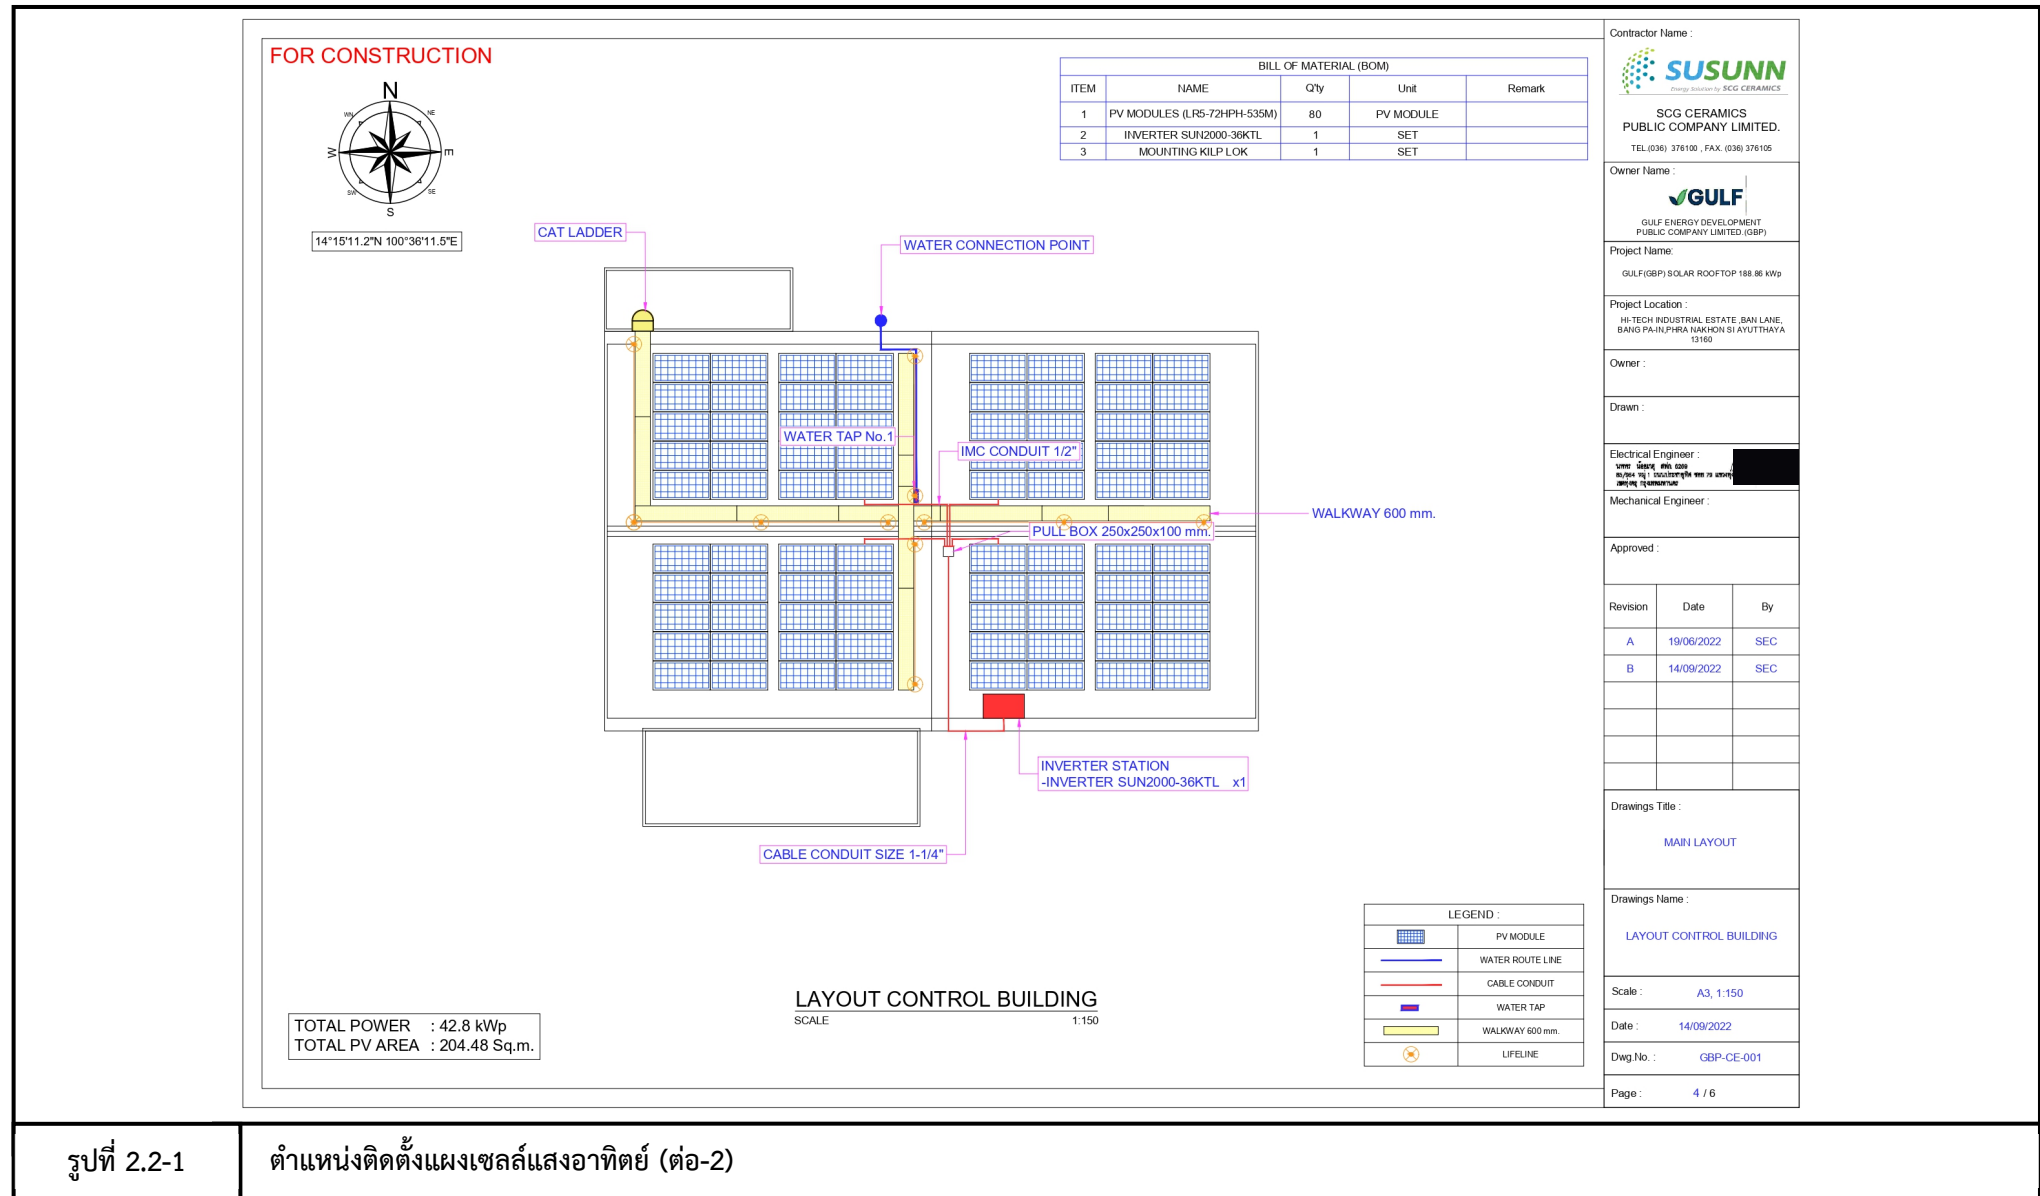 FOR CONSTRUCTION
N
WN
NE
W
E
SW
SE
S
14°15'11.2"N 100°36'11.5"E
BILL OF MATERIAL (BOM)
ITEM NAME Q'ty Unit Remark
1 PV MODULES (LR5-72HPH-535M) 80 PV MODULE
2 INVERTER SUN2000-36KTL 1 SET
3 MOUNTING KILP LOK 1 SET
CAT LADDER
WATER CONNECTION POINT
WATER TAP No.1
IMC CONDUIT 1/2"
WALKWAY 600 mm.
PULL BOX 250x250x100 mm.
INVERTER STATION
-INVERTER SUN2000-36KTL x1
CABLE CONDUIT SIZE 1-1/4"
LAYOUT CONTROL BUILDING
SCALE 1:150
TOTAL POWER : 42.8 kWp
TOTAL PV AREA : 204.48 Sq.m.
LEGEND :
PV MODULE
WATER ROUTE LINE
CABLE CONDUIT
WATER TAP
WALKWAY 600 mm.
LIFELINE
Contractor Name :
SUSUNN
Energy Solution by SCG CERAMICS
SCG CERAMICS
PUBLIC COMPANY LIMITED.
TEL.(036) 376100 , FAX. (036) 376105
Owner Name :
GULF
GULF ENERGY DEVELOPMENT
PUBLIC COMPANY LIMITED.(GBP)
Project Name:
GULF(GBP) SOLAR ROOFTOP 188.86 kWp
Project Location :
HI-TECH INDUSTRIAL ESTATE ,BAN LANE,
BANG PA-IN,PHRA NAKHON SI AYUTTHAYA
13160
Owner :
Drawn :
Electrical Engineer :
Mechanical Engineer :
Approved :
Revision Date By
A 19/06/2022 SEC
B 14/09/2022 SEC
Drawings Title :
MAIN LAYOUT
Drawings Name :
LAYOUT CONTROL BUILDING
Scale : A3, 1:150
Date : 14/09/2022
Dwg.No. : GBP-CE-001
Page : 4 / 6
รูปที่ 2.2-1 ตำแหน่งติดตั้งแผงเซลล์แสงอาทิตย์ (ต่อ-2)